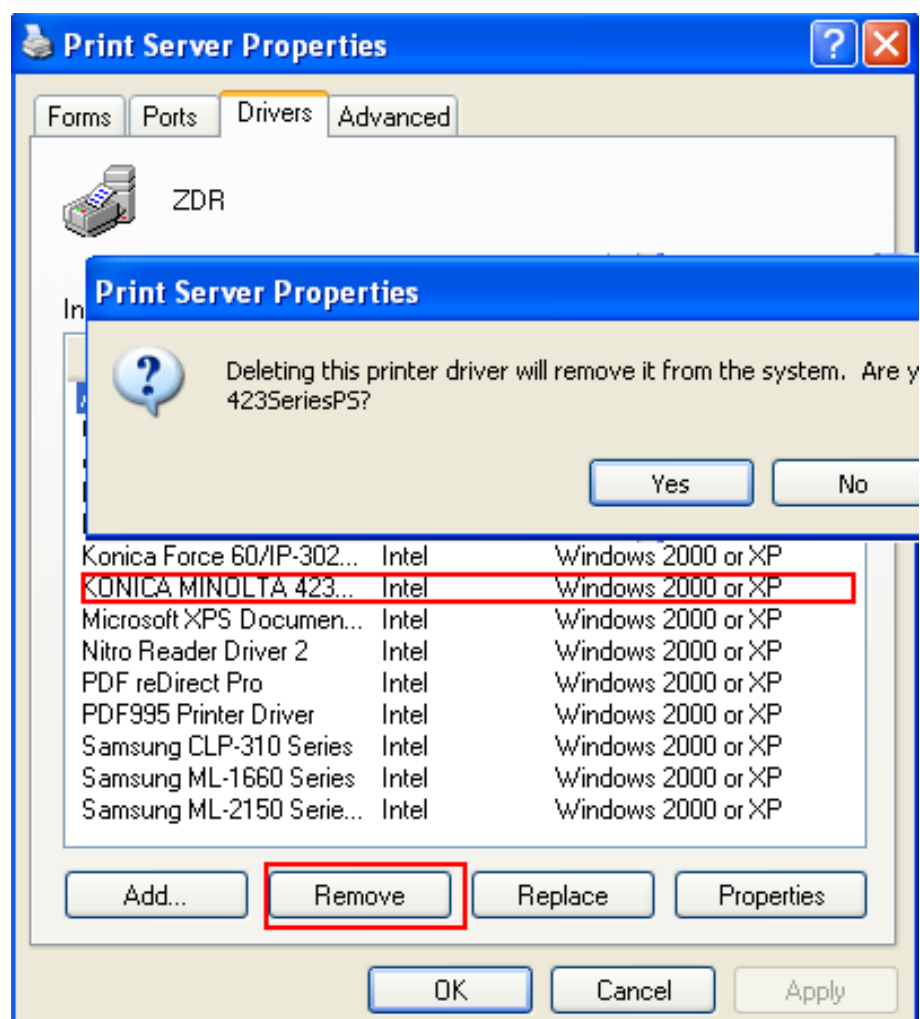 Print Server Properties
Forms Ports Drivers Advanced
ZDR
In
Print Server Properties
Deleting this printer driver will remove it from the system. Are y
423SeriesPS?
Yes No
Konica Force 60/IP-302... Intel Windows 2000 or XP
KONICA MINOLTA 423... Intel Windows 2000 or XP
Microsoft XPS Documen... Intel Windows 2000 or XP
Nitro Reader Driver 2 Intel Windows 2000 or XP
PDF reDirect Pro Intel Windows 2000 or XP
PDF995 Printer Driver Intel Windows 2000 or XP
Samsung CLP-310 Series Intel Windows 2000 or XP
Samsung ML-1660 Series Intel Windows 2000 or XP
Samsung ML-2150 Serie... Intel Windows 2000 or XP
Add... Remove Replace Properties
OK Cancel Apply